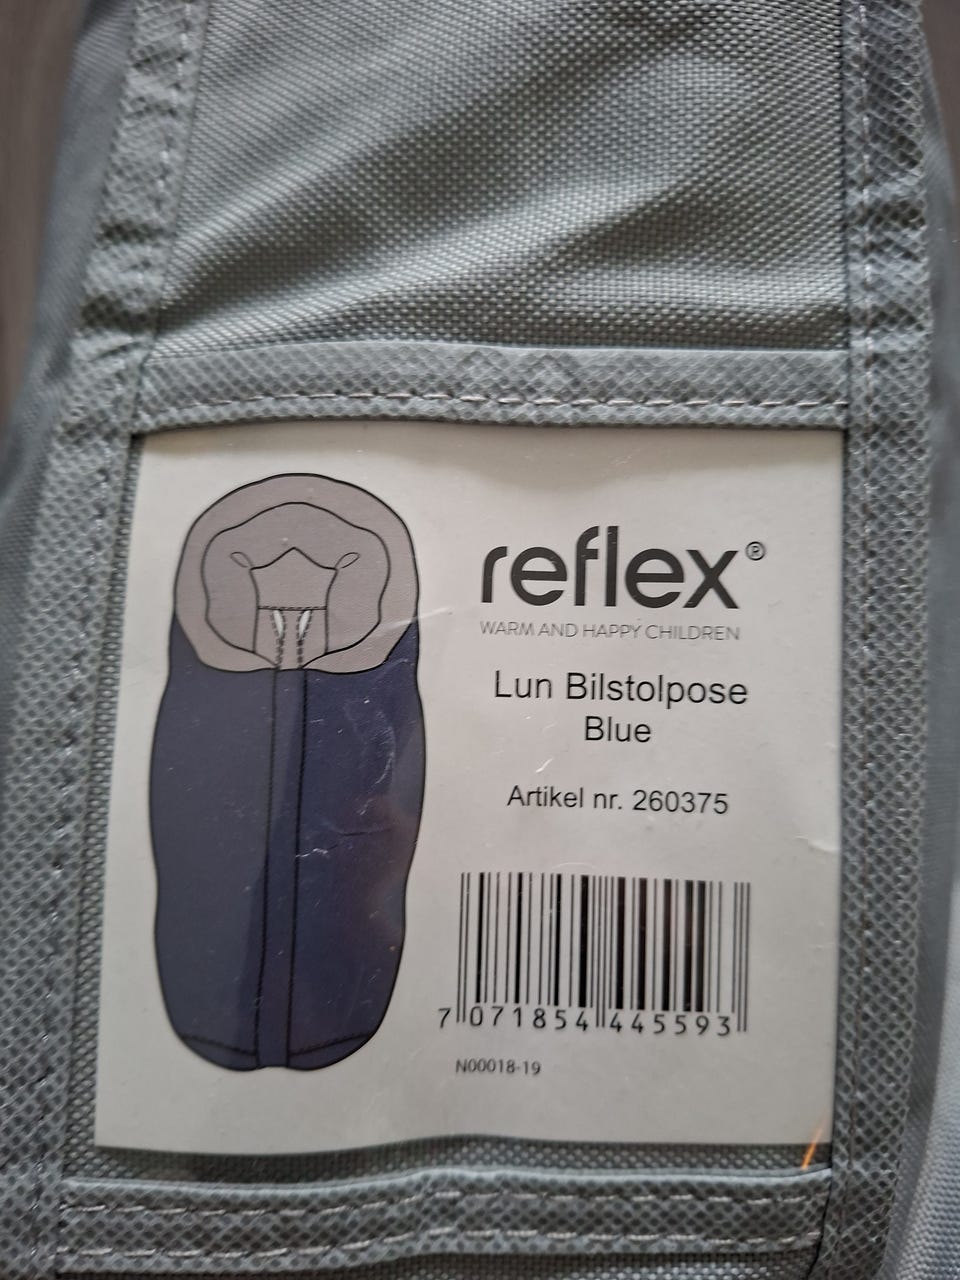 reflex®
WARM AND HAPPY CHILDREN
Lun Bilstolpose
Blue
Artikel nr. 260375
7 071854 445593
N00018-19